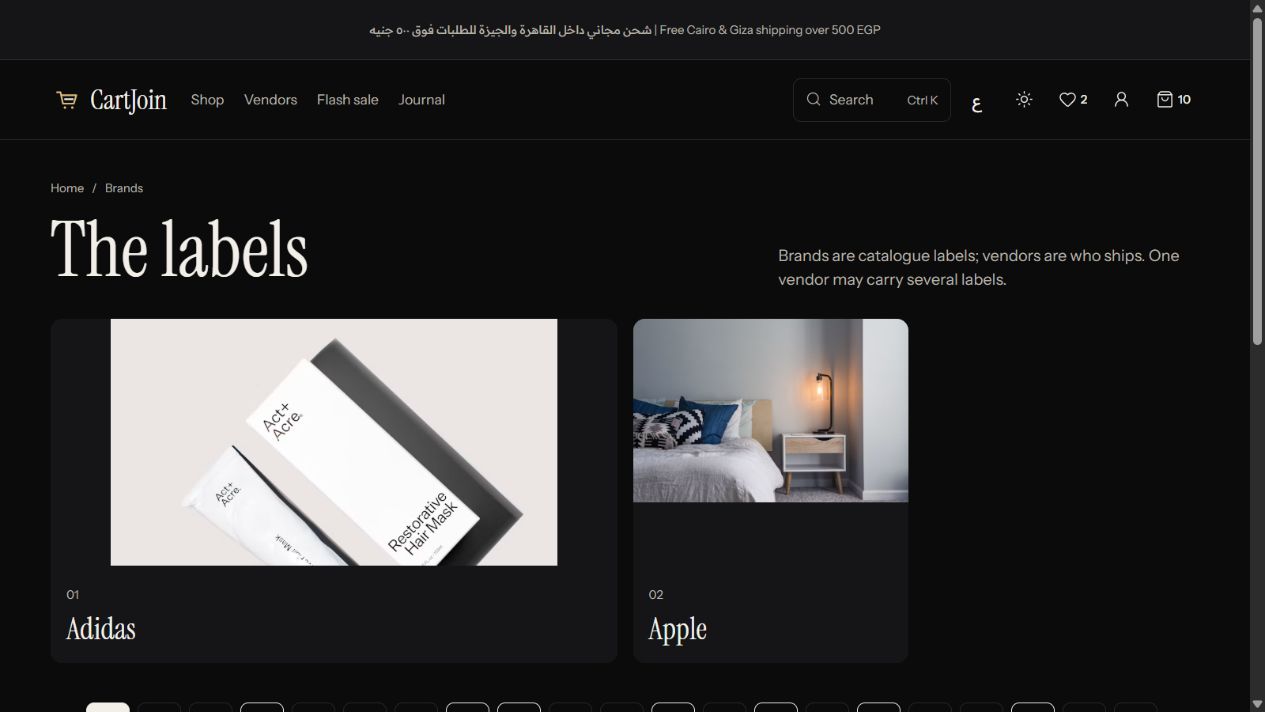 شحن مجاني داخل القاهرة والجيزة للطلبات فوق ٥٠٠ جنيه | Free Cairo & Giza shipping over 500 EGP
CartJoin
Shop
Vendors
Flash sale
Journal
Search
Ctrl K
ع
2
10
Home / Brands
The labels
Brands are catalogue labels; vendors are who ships. One
vendor may carry several labels.
Act+
Acre.
Restorative
Hair Mask
Act+
Acre.
01
Adidas
02
Apple